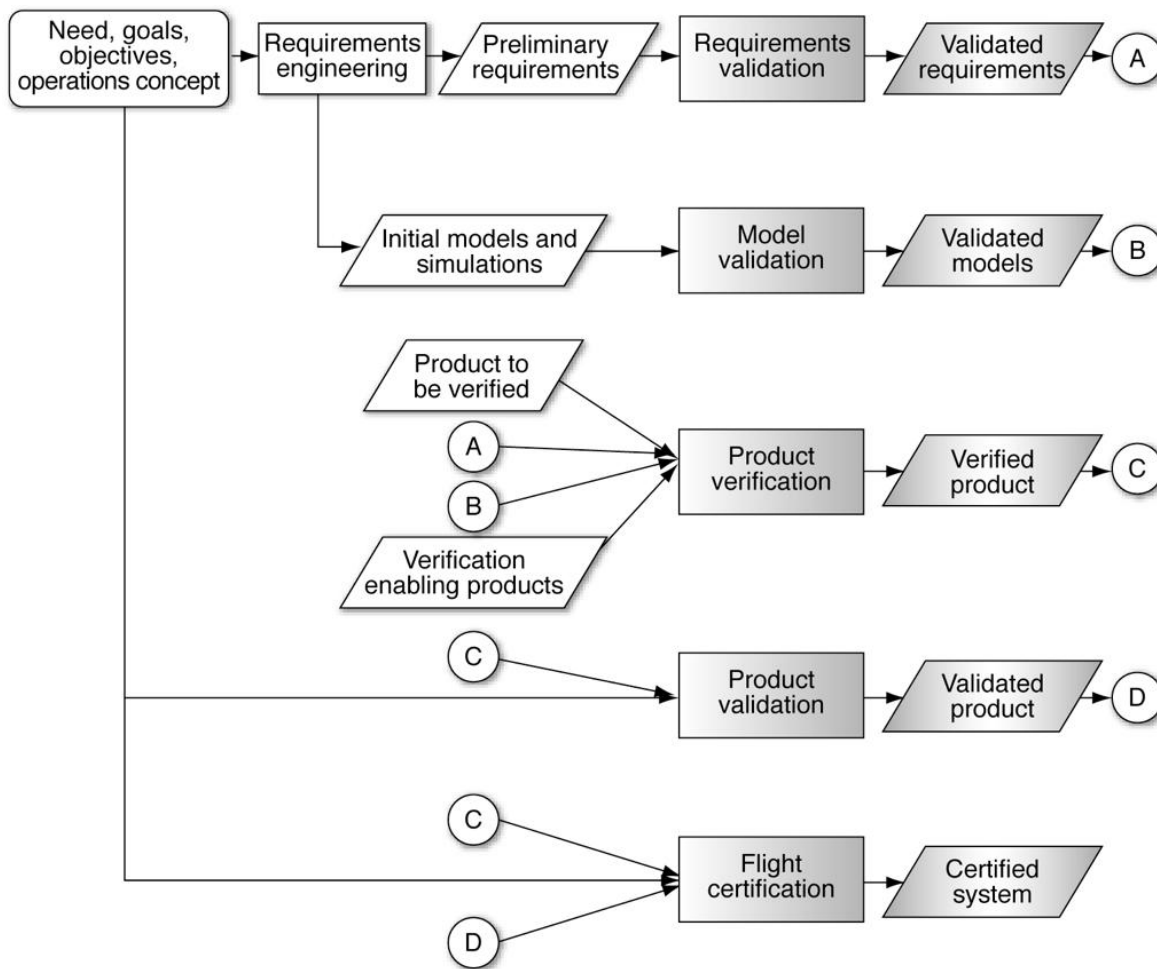 Need, goals,
objectives,
operations concept
Requirements
engineering
Preliminary
requirements
Requirements
validation
Validated
requirements
A
Initial models and
simulations
Model
validation
Validated
models
B
Product to
be verified
A
B
Verification
enabling products
Product
verification
Verified
product
C
C
Product
validation
Validated
product
D
C
D
Flight
certification
Certified
system